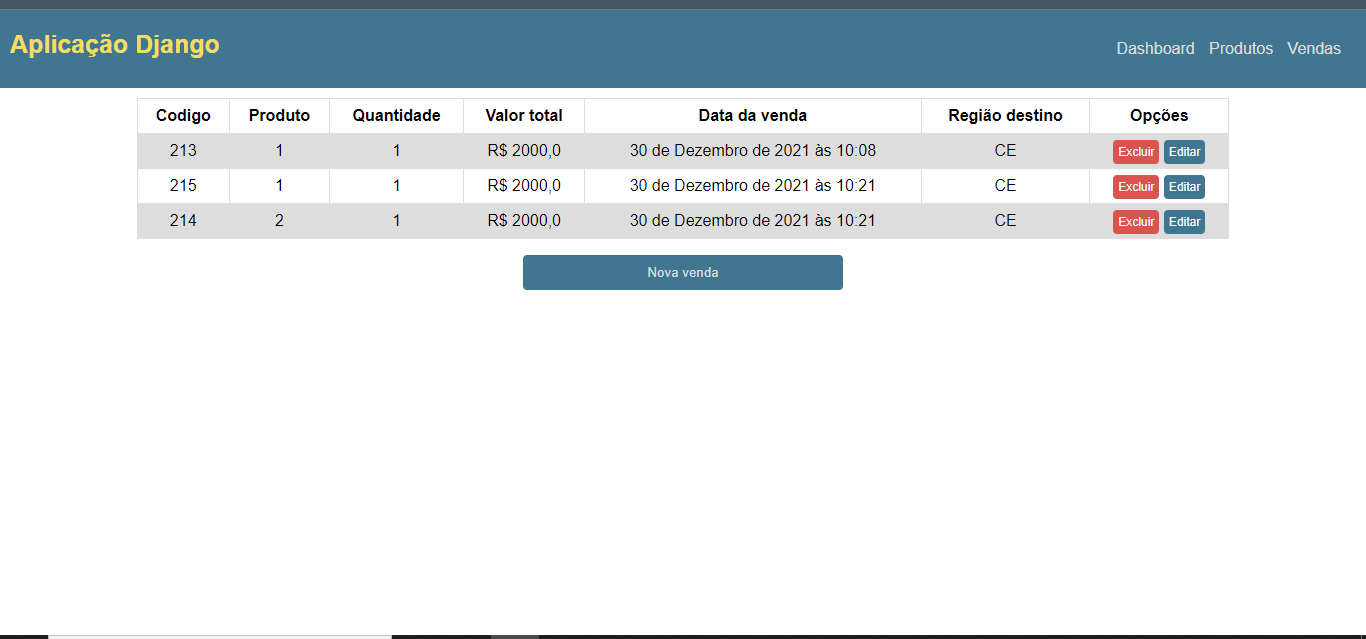 Aplicação Django
Dashboard Produtos Vendas
Codigo Produto Quantidade Valor total Data da venda Região destino Opções
213 1 1 R$ 2000,0 30 de Dezembro de 2021 às 10:08 CE Excluir Editar
215 1 1 R$ 2000,0 30 de Dezembro de 2021 às 10:21 CE Excluir Editar
214 2 1 R$ 2000,0 30 de Dezembro de 2021 às 10:21 CE Excluir Editar
Nova venda